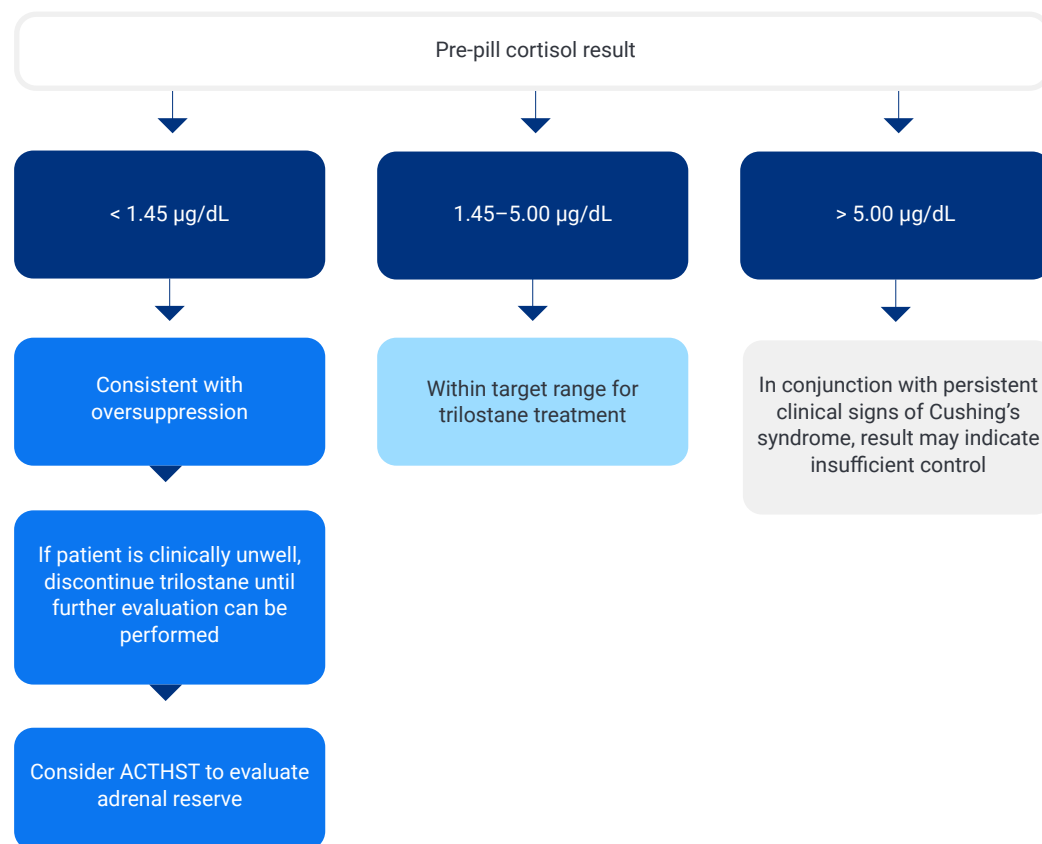 Pre-pill cortisol result
< 1.45 µg/dL
1.45–5.00 µg/dL
> 5.00 µg/dL
Consistent with
oversuppression
Within target range for
trilostane treatment
In conjunction with persistent
clinical signs of Cushing’s
syndrome, result may indicate
insufficient control
If patient is clinically unwell,
discontinue trilostane until
further evaluation can be
performed
Consider ACTHST to evaluate
adrenal reserve